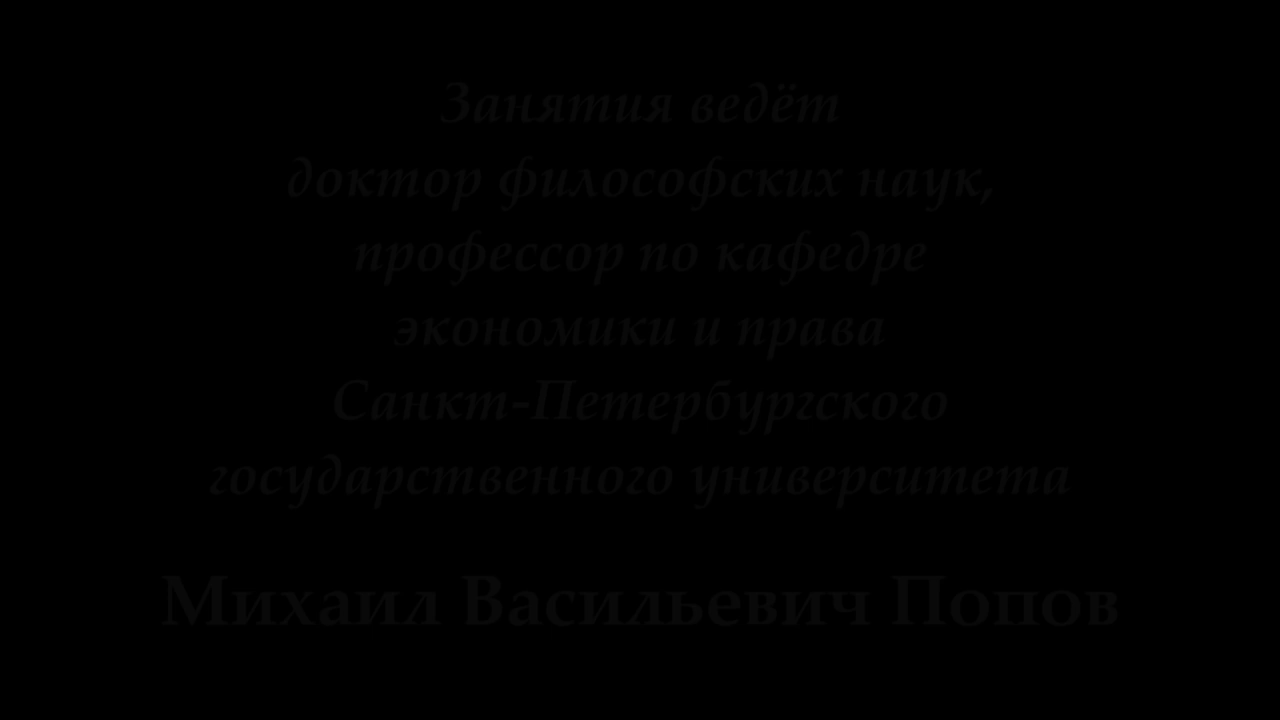 Занятия ведёт
доктор философских наук,
профессор по кафедре
экономики и права
Санкт-Петербургского
государственного университета
Михаил Васильевич Попов